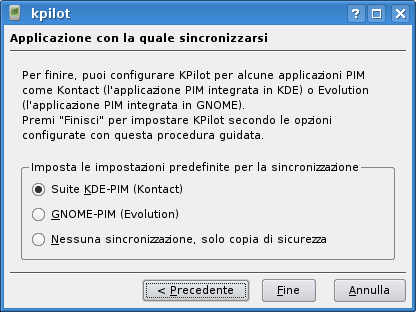 kpilot
Applicazione con la quale sincronizzarsi
Per finire, puoi configurare KPilot per alcune applicazioni PIM
come Kontact (l'applicazione PIM integrata in KDE) o Evolution
(l'applicazione PIM integrata in GNOME).
Premi "Finisci" per impostare KPilot secondo le opzioni
configurate con questa procedura guidata.
Imposta le impostazioni predefinite per la sincronizzazione
Suite KDE-PIM (Kontact)
GNOME-PIM (Evolution)
Nessuna sincronizzazione, solo copia di sicurezza
< Precedente
Fine
Annulla